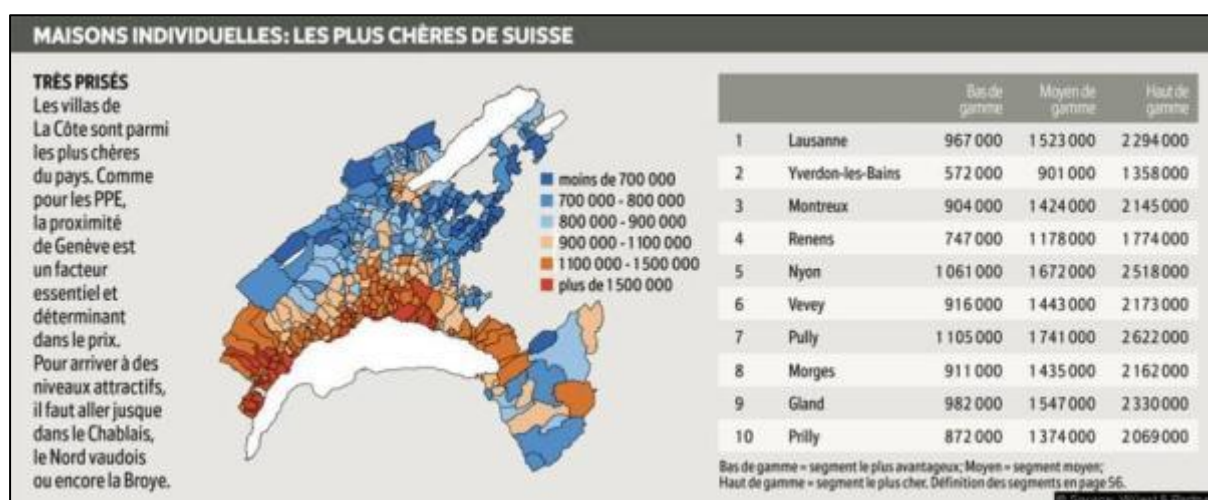 MAISONS INDIVIDUELLES: LES PLUS CHÈRES DE SUISSE
TRÈS PRISÉS
Les villas de
La Côte sont parmi
les plus chères
du pays. Comme
pour les PPE,
la proximité
de Genève est
un facteur
essentiel et
déterminant
dans le prix.
Pour arriver à des
niveaux attractifs,
il faut aller jusque
dans le Chablais,
le Nord vaudois
ou encore la Broye.
moins de 700 000
700 000 - 800 000
800 000 - 900 000
900 000 - 1 100 000
1 100 000 - 1 500 000
plus de 1 500 000
Bas de gamme Moyen de gamme Haut de gamme
1 Lausanne 967 000 1 523 000 2 294 000
2 Yverdon-les-Bains 572 000 901 000 1 358 000
3 Montreux 904 000 1 424 000 2 145 000
4 Renens 747 000 1 178 000 1 774 000
5 Nyon 1 061 000 1 672 000 2 518 000
6 Vevey 916 000 1 443 000 2 173 000
7 Pully 1 105 000 1 741 000 2 622 000
8 Morges 911 000 1 435 000 2 162 000
9 Gland 982 000 1 547 000 2 330 000
10 Prilly 872 000 1 374 000 2 069 000
Bas de gamme = segment le plus avantageux; Moyen = segment moyen;
Haut de gamme = segment le plus cher. Définition des segments en page 56.